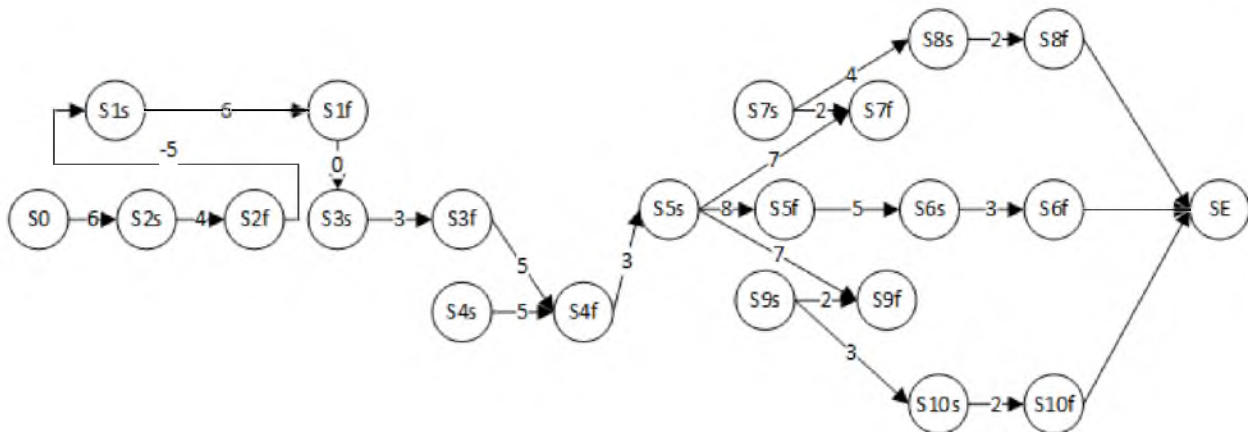 S8s 2 S8f
4
S1s 6 S1f S7s 2 S7f
-5 0 7
S0 6 S2s 4 S2f S3s 3 S3f S5s 8 S5f 5 S6s 3 S6f SE
5 3 7
S4s 5 S4f S9s 2 S9f
3
S10s 2 S10f